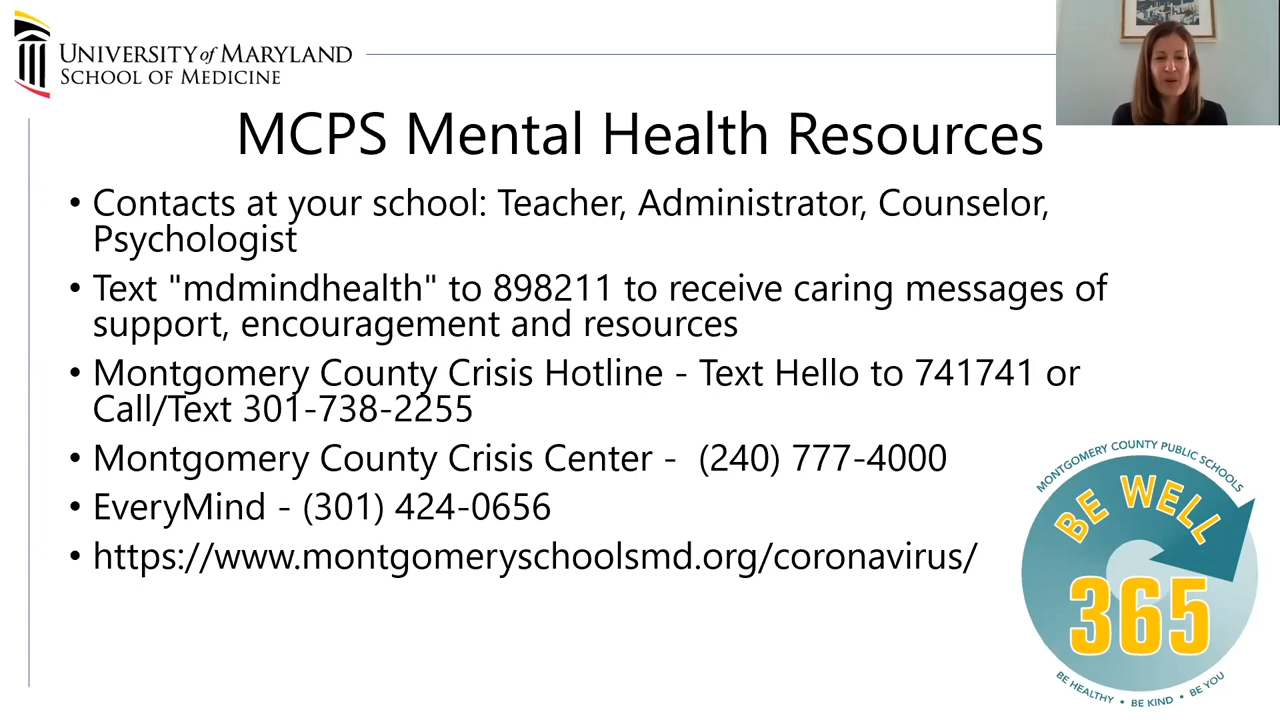 UNIVERSITY of MARYLAND
SCHOOL OF MEDICINE
MCPS Mental Health Resources
• Contacts at your school: Teacher, Administrator, Counselor,
Psychologist
• Text "mdmindhealth" to 898211 to receive caring messages of
support, encouragement and resources
• Montgomery County Crisis Hotline - Text Hello to 741741 or
Call/Text 301-738-2255
• Montgomery County Crisis Center -  (240) 777-4000
• EveryMind - (301) 424-0656
• https://www.montgomeryschoolsmd.org/coronavirus/
MONTGOMERY COUNTY PUBLIC SCHOOLS
BE WELL
365
BE HEALTHY • BE KIND • BE YOU